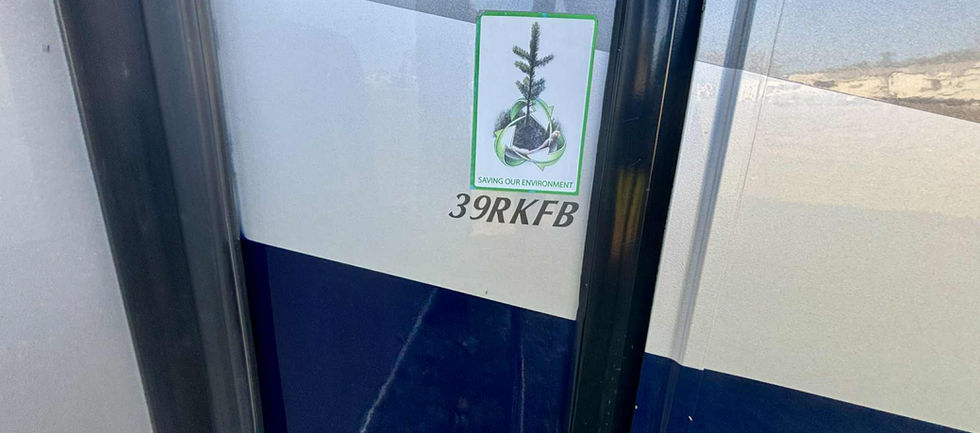 SAVING OUR ENVIRONMENT
39RKFB